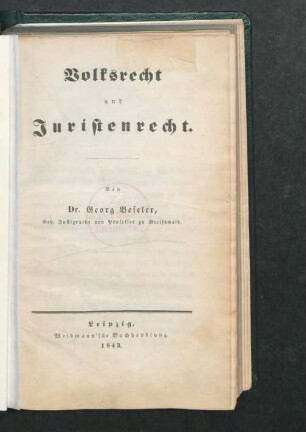 Volksrecht
und
Juristenrecht.
Von
Dr. Georg Beseler,
Geh. Justizrathe und Professor zu Greifswald.
Leipzig,
Weidmann'sche Buchhandlung
1843.